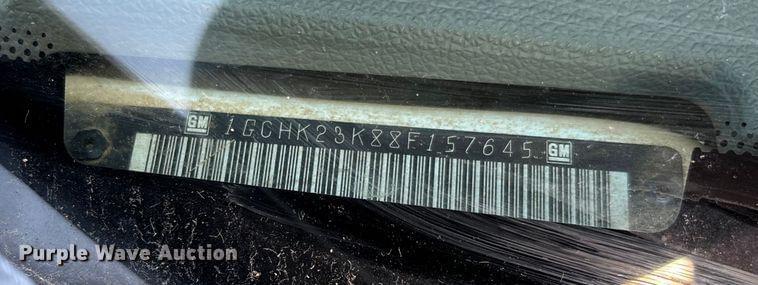 GM 1GCHK23K88F157645 GM
Purple Wave Auction